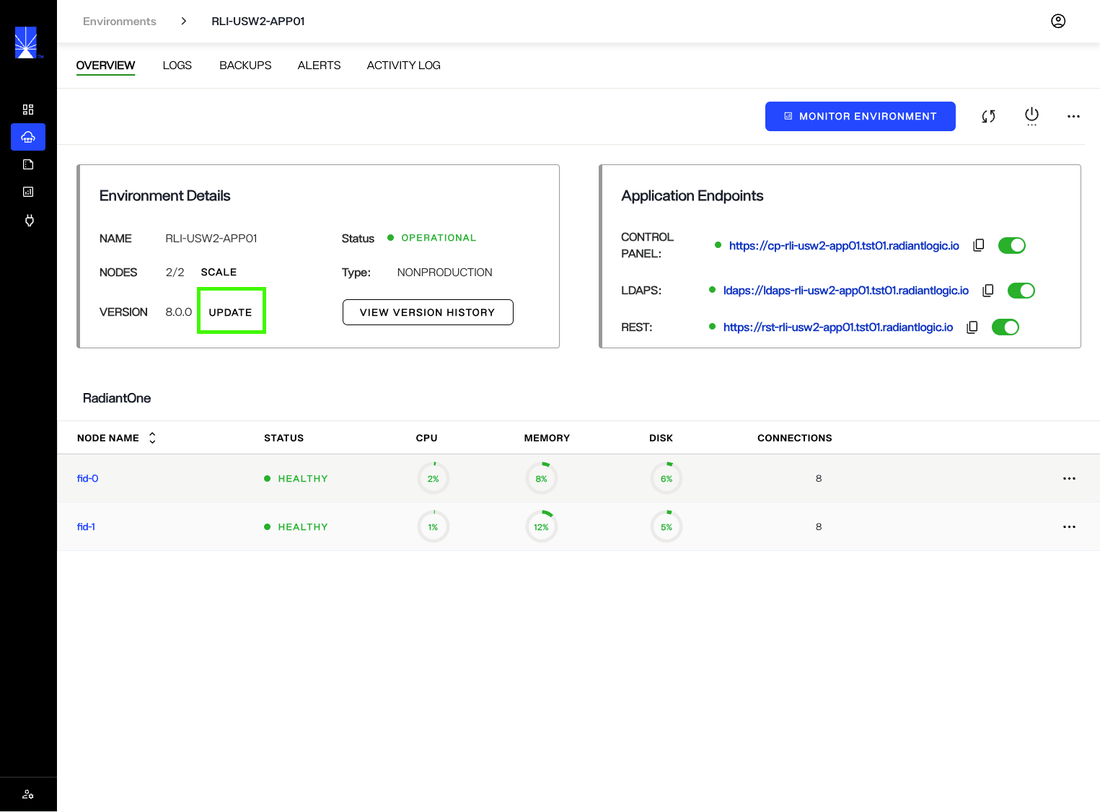 Environments > RLI-USW2-APP01
OVERVIEW LOGS BACKUPS ALERTS ACTIVITY LOG
MONITOR ENVIRONMENT
Environment Details
NAME RLI-USW2-APP01 Status OPERATIONAL
NODES 2/2 SCALE Type: NONPRODUCTION
VERSION 8.0.0 UPDATE VIEW VERSION HISTORY
Application Endpoints
CONTROL PANEL: https://cp-rli-usw2-app01.tst01.radiantlogic.io
LDAPS: ldaps://ldaps-rli-usw2-app01.tst01.radiantlogic.io
REST: https://rst-rli-usw2-app01.tst01.radiantlogic.io
RadiantOne
NODE NAME STATUS CPU MEMORY DISK CONNECTIONS
fid-0 HEALTHY 2% 8% 6% 8
fid-1 HEALTHY 1% 12% 5% 8